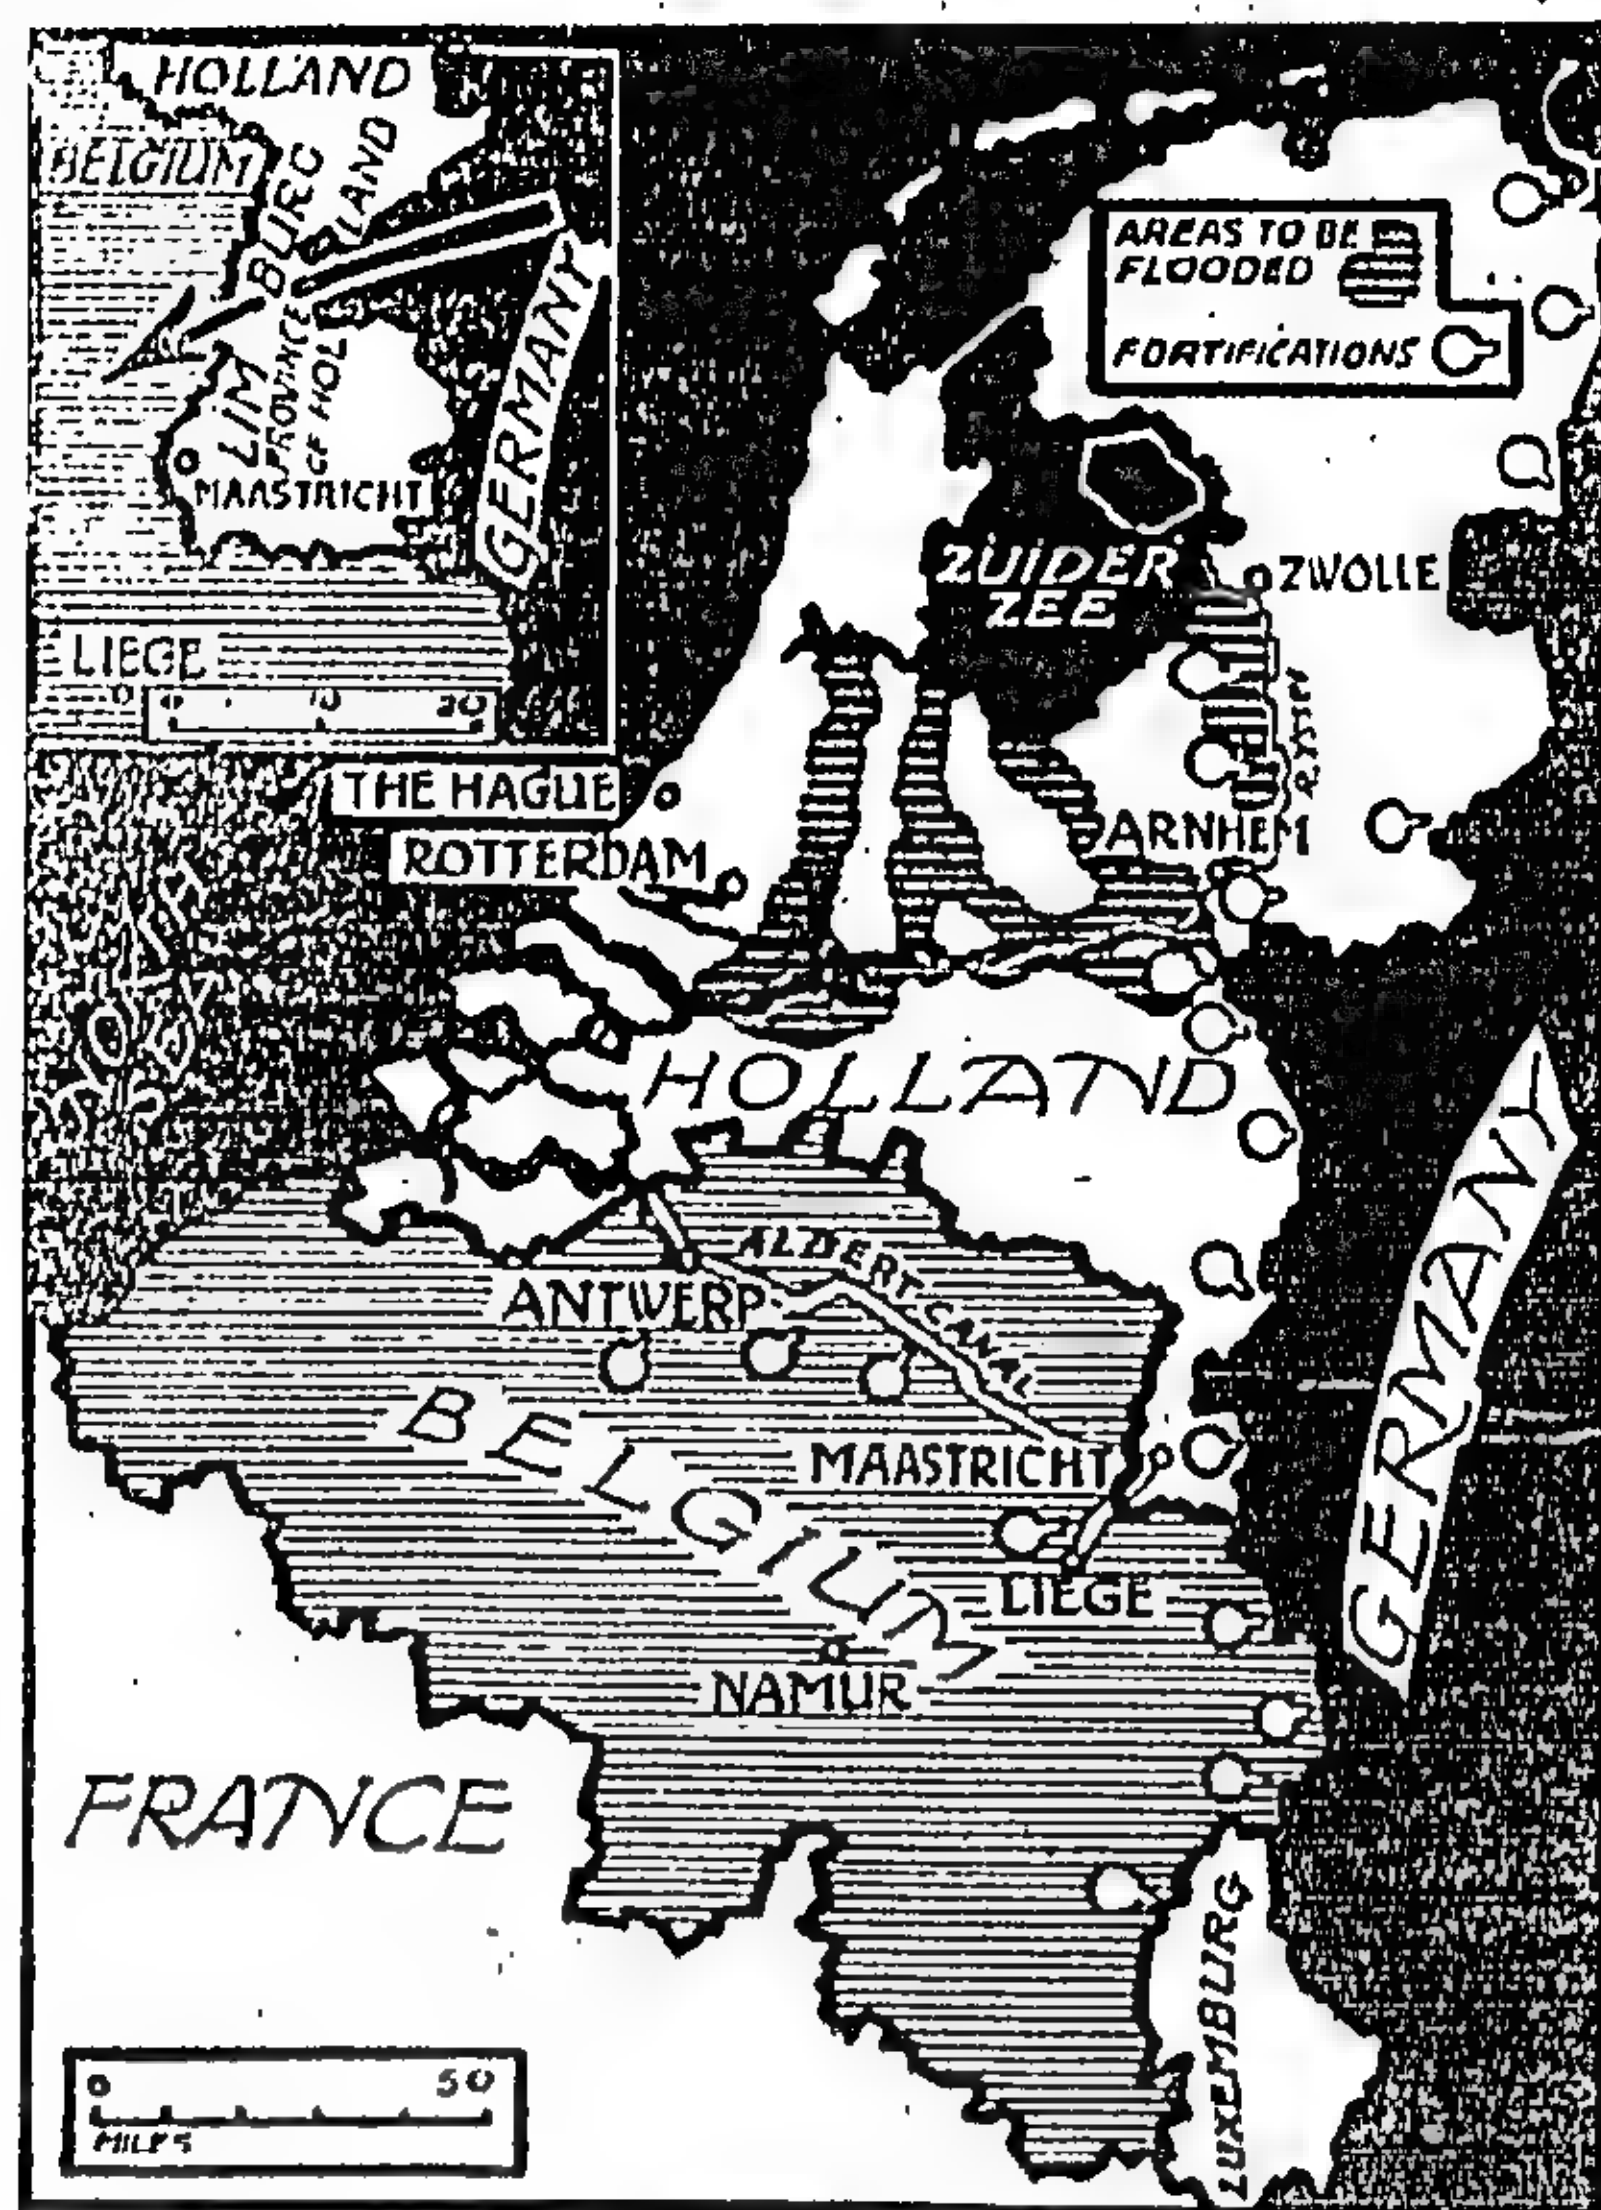 HOLLAND
BELGIUM
LIMBURG
PROVINCE
OF HOLLAND
GERMANY
MAASTRICHT
LIEGE
0 10 20
AREAS TO BE
FLOODED
FORTIFICATIONS
ZUIDER
ZEE
ZWOLLE
THE HAGUE
ROTTERDAM
ARNHEM
HOLLAND
GERMANY
ALBERT CANAL
ANTWERP
BELGIUM
MAASTRICHT
LIEGE
NAMUR
FRANCE
LUXEMBURG
0 50
MILES